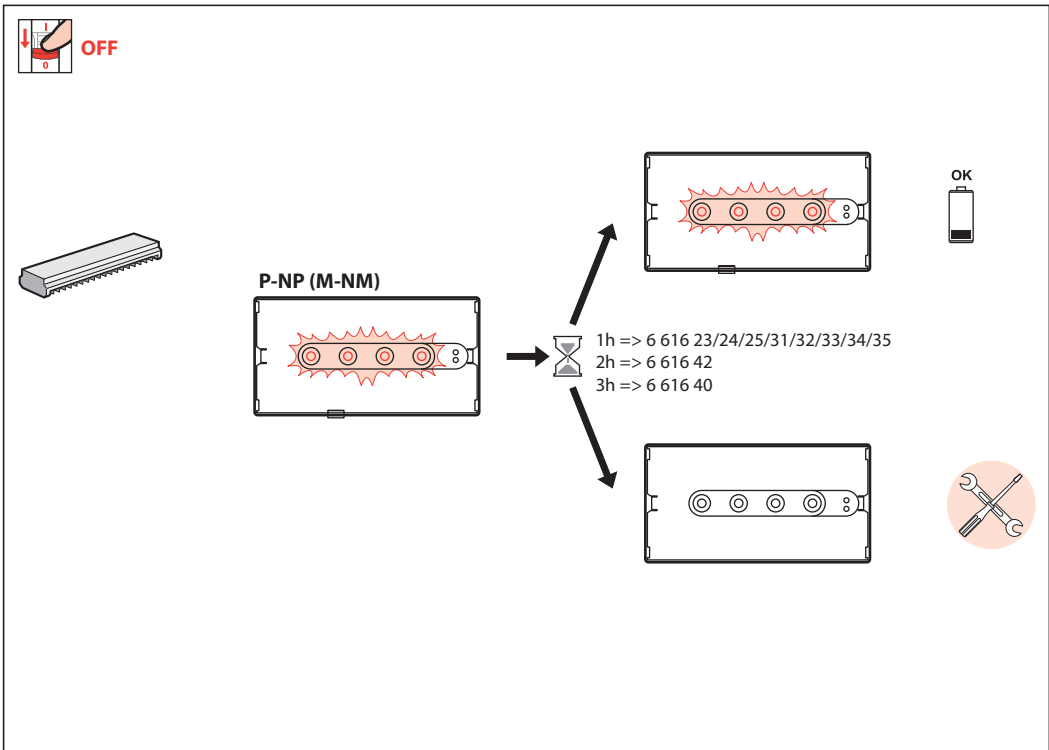 I
OFF
0
OK
P-NP (M-NM)
1h => 6 616 23/24/25/31/32/33/34/35
2h => 6 616 42
3h => 6 616 40